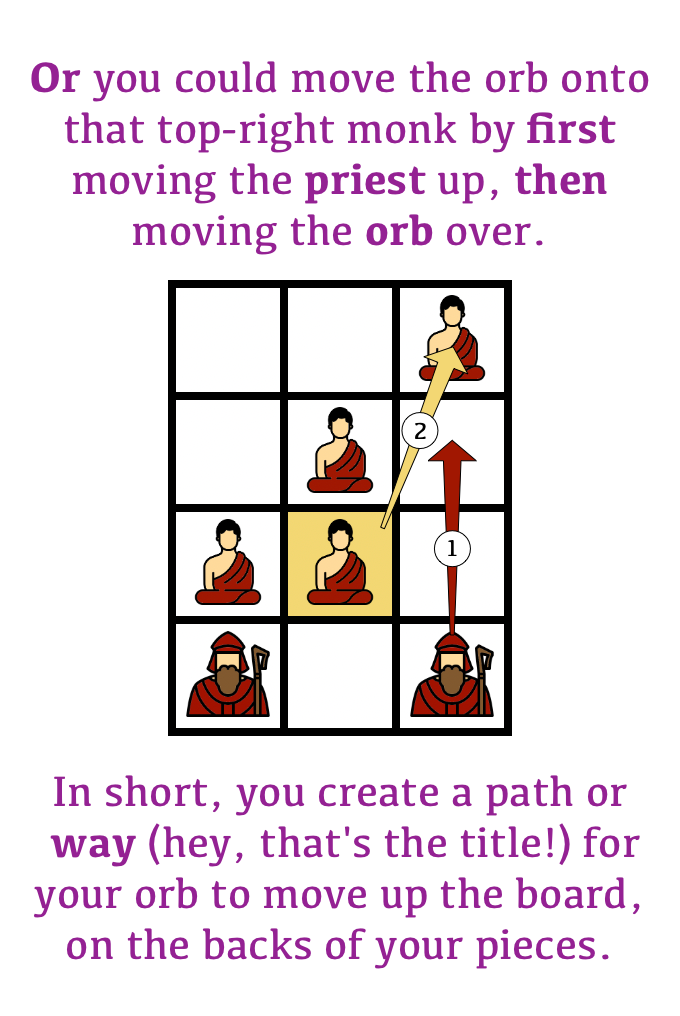 Or you could move the orb onto
that top-right monk by first
moving the priest up, then
moving the orb over.
2
1
In short, you create a path or
way (hey, that's the title!) for
your orb to move up the board,
on the backs of your pieces.